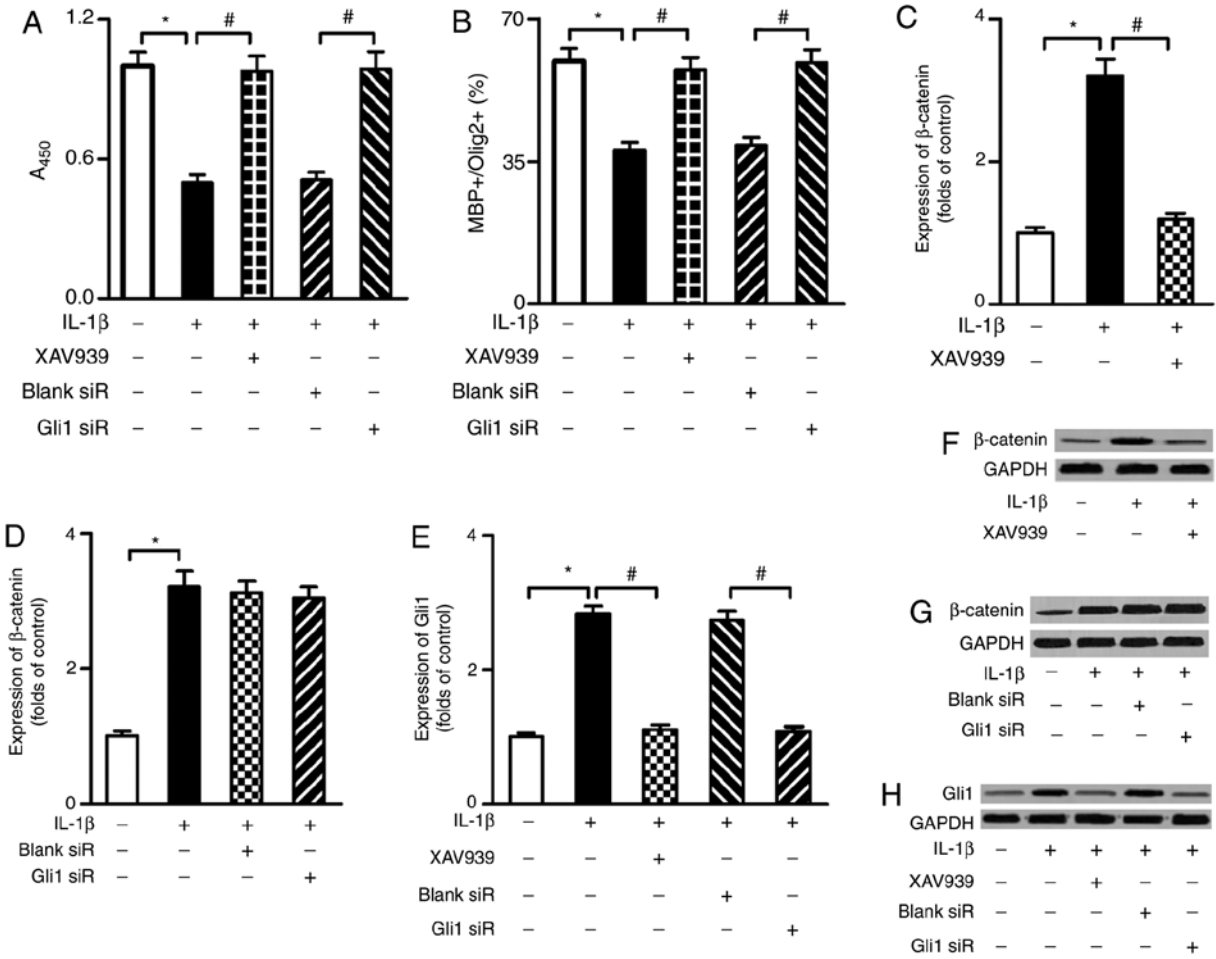 A
1.2
0.6
0.0
A450
* # #
IL-1β – + + + +
XAV939 – – + – –
Blank siR – – – + –
Gli1 siR – – – – +
B
70
35
0
MBP+/Olig2+ (%)
* # #
IL-1β – + + + +
XAV939 – – + – –
Blank siR – – – + –
Gli1 siR – – – – +
C
4
2
0
Expression of β-catenin
(folds of control)
* #
IL-1β – + +
XAV939 – – +
F
β-catenin
GAPDH
IL-1β – + +
XAV939 – – +
D
4
2
0
Expression of β-catenin
(folds of control)
*
IL-1β – + + +
Blank siR – – + –
Gli1 siR – – – +
E
4
2
0
Expression of Gli1
(folds of control)
* # #
IL-1β – + + + +
XAV939 – – + – –
Blank siR – – – + –
Gli1 siR – – – – +
G
β-catenin
GAPDH
IL-1β – + + +
Blank siR – – + –
Gli1 siR – – – +
H
Gli1
GAPDH
IL-1β – + + + +
XAV939 – – + – –
Blank siR – – – + –
Gli1 siR – – – – +